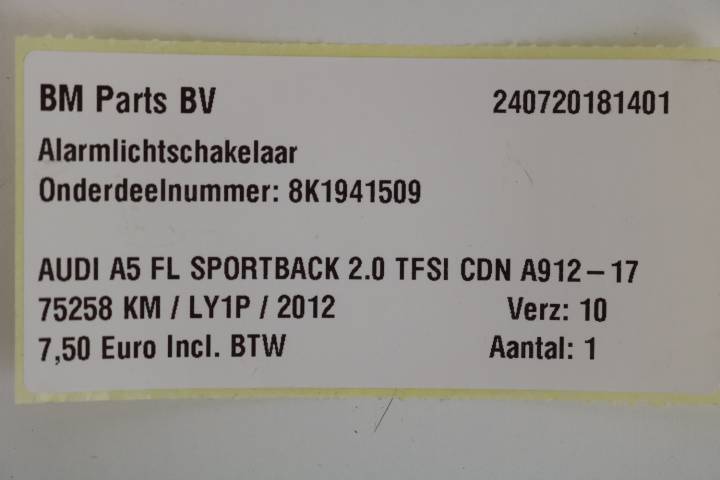 BM Parts BV 240720181401
Alarmlichtschakelaar
Onderdeelnummer: 8K1941509
AUDI A5 FL SPORTBACK 2.0 TFSI CDN A912-17
75258 KM / LY1P / 2012 Verz: 10
7,50 Euro Incl. BTW Aantal: 1